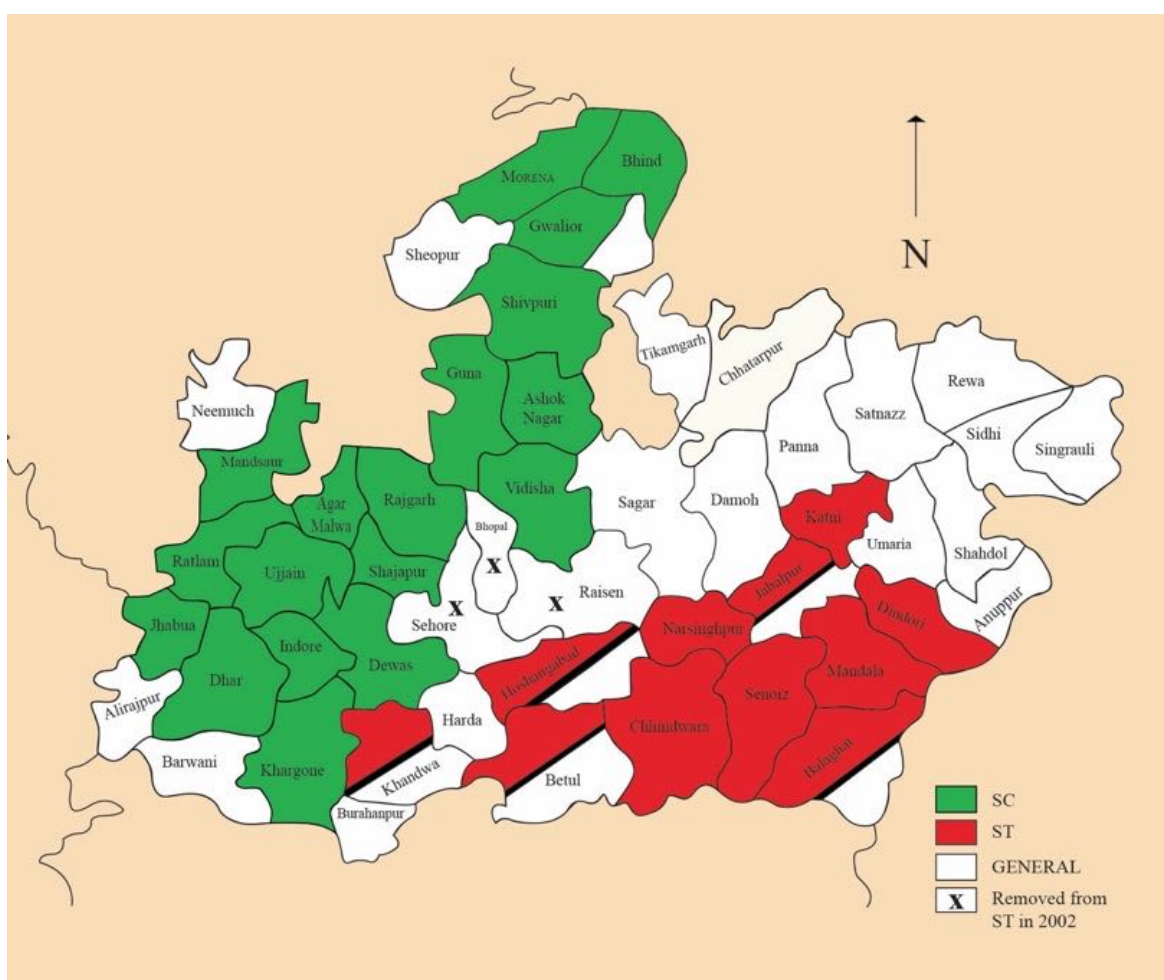 Bhind
MORENA
Gwalior
Sheopur
N
Shivpuri
Tikamgarh
Chhatarpur
Guna
Ashok
Nagar
Rewa
Neemuch
Satnazz
Sidhi
Panna
Singrauli
Mandsaur
Vidisha
Rajgarh
Sagar
Damoh
Agar
Malwa
Katni
Bhopal
Umaria
Shahdol
Ratlam
Ujjain
Shajapur
x
Jabalpur
Raisen
x
x
Anuppur
Sehore
Dindori
Jhabua
Narsinghpur
Indore
Dewas
Hoshangabad
Mandala
Dhar
Senoiz
Alirajpur
Harda
Chhindwara
Balaghat
Barwani
Khargone
Khandwa
Betul
Burahanpur
SC
ST
GENERAL
x Removed from
ST in 2002